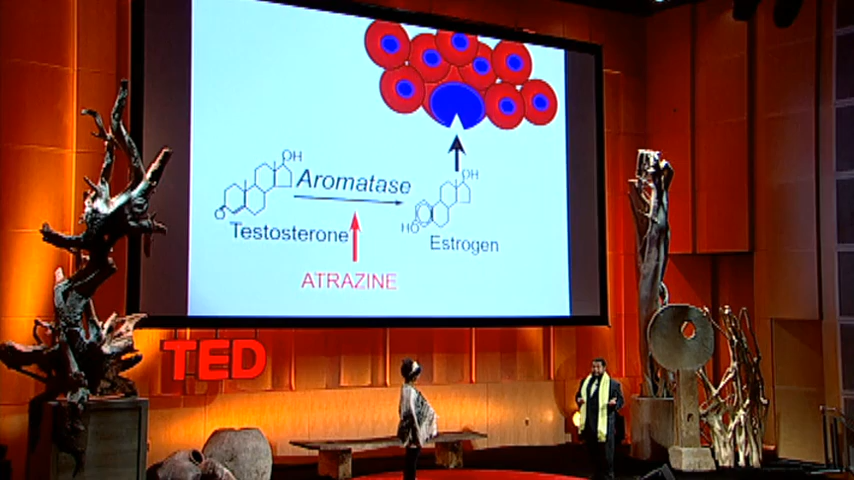 OH
Aromatase
OH
O
Testosterone
HO
Estrogen
ATRAZINE
TED